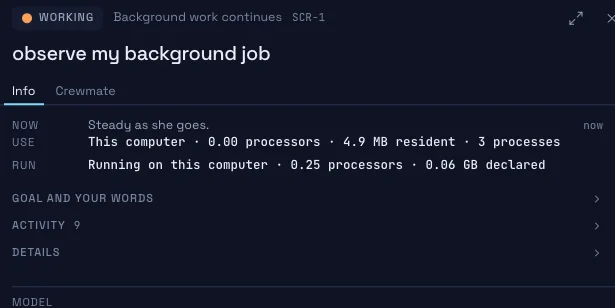 WORKING Background work continues SCR-1
observe my background job
Info Crewmate
NOW Steady as she goes. now
USE This computer · 0.00 processors · 4.9 MB resident · 3 processes
RUN Running on this computer · 0.25 processors · 0.06 GB declared
GOAL AND YOUR WORDS
ACTIVITY 9
DETAILS
MODEL